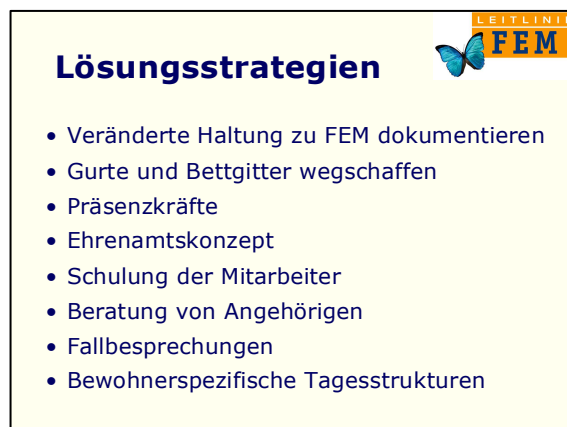 LEITLINIE
FEM
Lösungsstrategien
• Veränderte Haltung zu FEM dokumentieren
• Gurte und Bettgitter wegschaffen
• Präsenzkräfte
• Ehrenamtskonzept
• Schulung der Mitarbeiter
• Beratung von Angehörigen
• Fallbesprechungen
• Bewohnerspezifische Tagesstrukturen